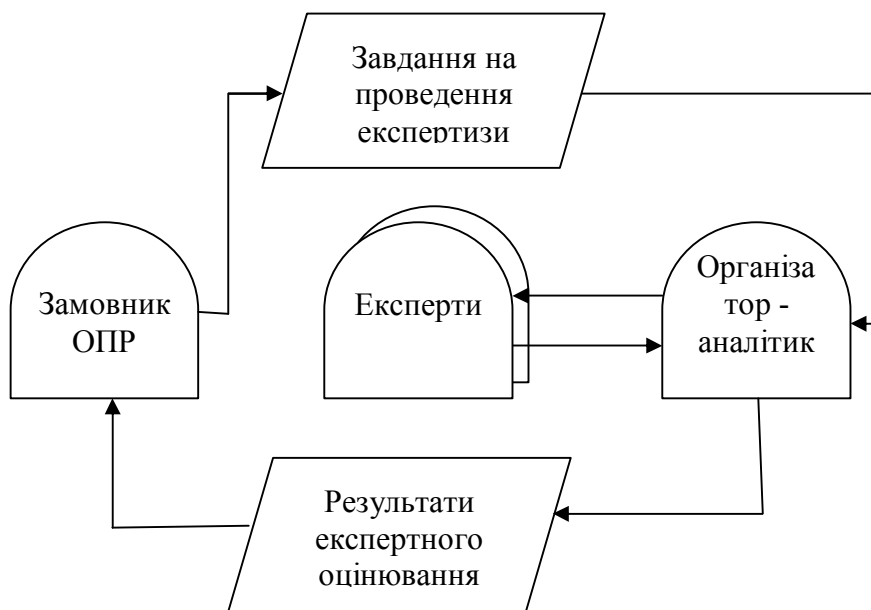 Завдання на
проведення
експертизи
Замовник
ОПР
Експерти
Організа
тор -
аналітик
Результати
експертного
оцінювання